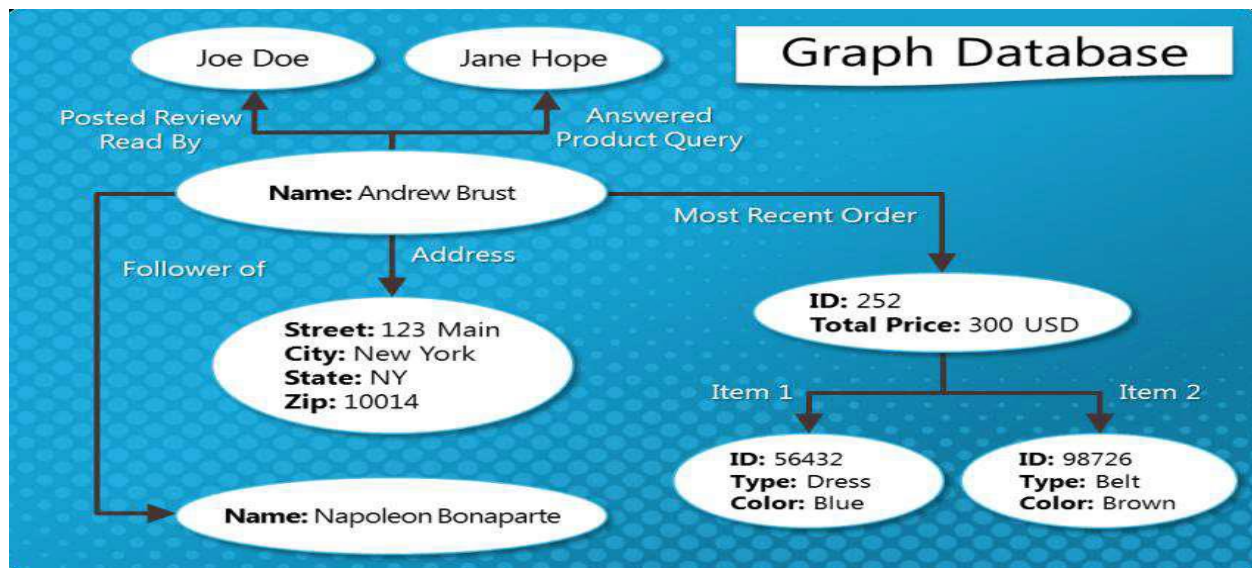 Graph Database
Joe Doe
Jane Hope
Posted Review
Read By
Answered
Product Query
Name: Andrew Brust
Most Recent Order
Follower of
Address
ID: 252
Total Price: 300 USD
Street: 123 Main
City: New York
State: NY
Zip: 10014
Item 1
Item 2
ID: 56432
Type: Dress
Color: Blue
ID: 98726
Type: Belt
Color: Brown
Name: Napoleon Bonaparte